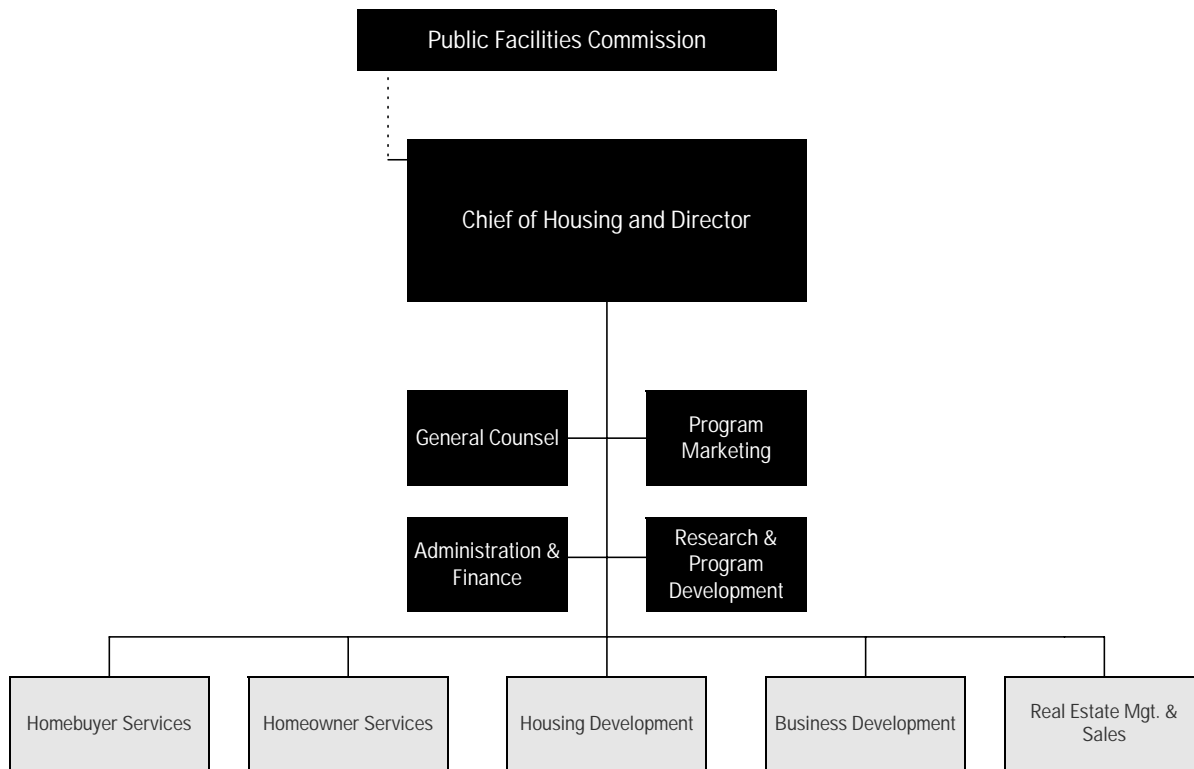 Public Facilities Commission
Chief of Housing and Director
General Counsel
Program
Marketing
Administration &
Finance
Research &
Program
Development
Homebuyer Services
Homeowner Services
Housing Development
Business Development
Real Estate Mgt. &
Sales